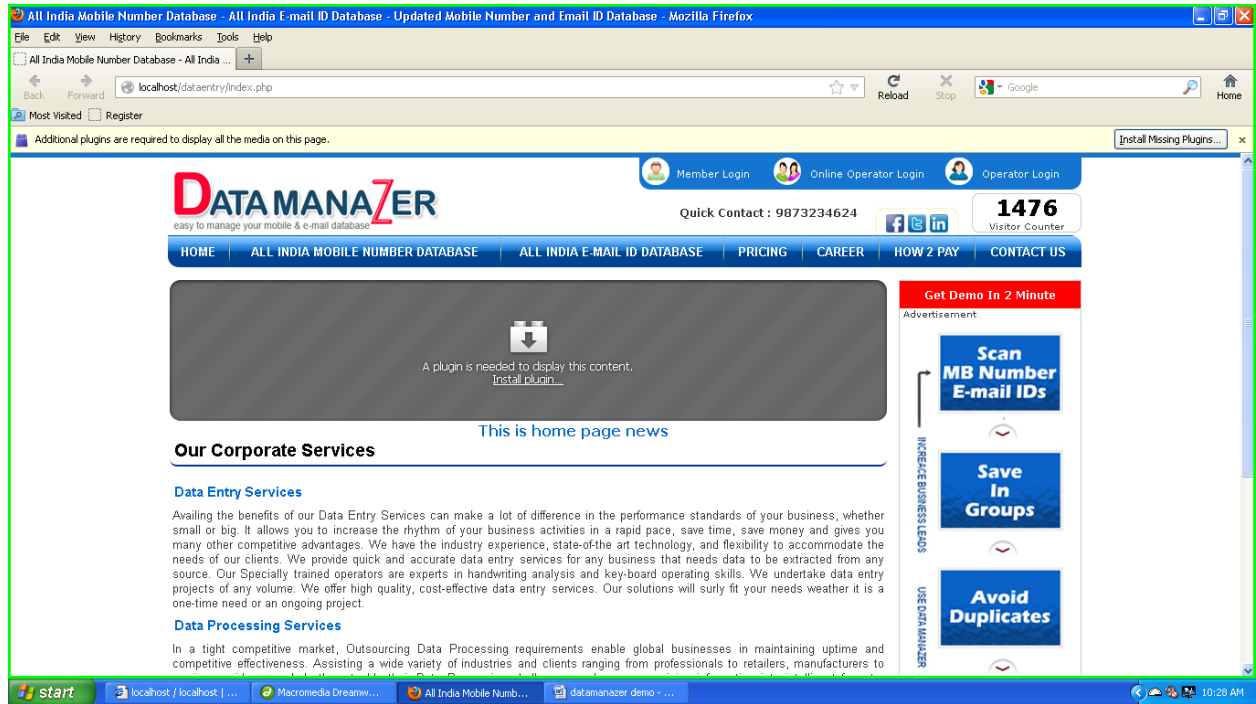 All India Mobile Number Database - All India E-mail ID Database - Updated Mobile Number and Email ID Database - Mozilla Firefox
File Edit View History Bookmarks Tools Help
All India Mobile Number Database - All India ... +
Back Forward localhost/dataentry/index.php Reload Stop Google Home
Most Visited Register
Additional plugins are required to display all the media on this page. Install Missing Plugins... x
Member Login Online Operator Login Operator Login
DATA MANAZER
easy to manage your mobile & e-mail database
Quick Contact : 9873234624
1476
Visitor Counter
HOME ALL INDIA MOBILE NUMBER DATABASE ALL INDIA E-MAIL ID DATABASE PRICING CAREER HOW 2 PAY CONTACT US
A plugin is needed to display this content.
Install plugin...
This is home page news
Our Corporate Services
Data Entry Services
Availing the benefits of our Data Entry Services can make a lot of difference in the performance standards of your business, whether
small or big. It allows you to increase the rhythm of your business activities in a rapid pace, save time, save money and gives you
many other competitive advantages. We have the industry experience, state-of-the art technology, and flexibility to accommodate the
needs of our clients. We provide quick and accurate data entry services for any business that needs data to be extracted from any
source. Our Specially trained operators are experts in handwriting analysis and key-board operating skills. We undertake data entry
projects of any volume. We offer high quality, cost-effective data entry services. Our solutions will surly fit your needs weather it is a
one-time need or an ongoing project.
Data Processing Services
In a tight competitive market, Outsourcing Data Processing requirements enable global businesses in maintaining uptime and
competitive effectiveness. Assisting a wide variety of industries and clients ranging from professionals to retailers, manufacturers to
Get Demo In 2 Minute
Advertisement
Scan
MB Number
E-mail IDs
Save
In
Groups
Avoid
Duplicates
INCREACE BUSINESS LEADS
USE DATA MANAZER
start localhost / localhost | ... Macromedia Dreamw... All India Mobile Numb... datamanazer demo - ... 10:28 AM